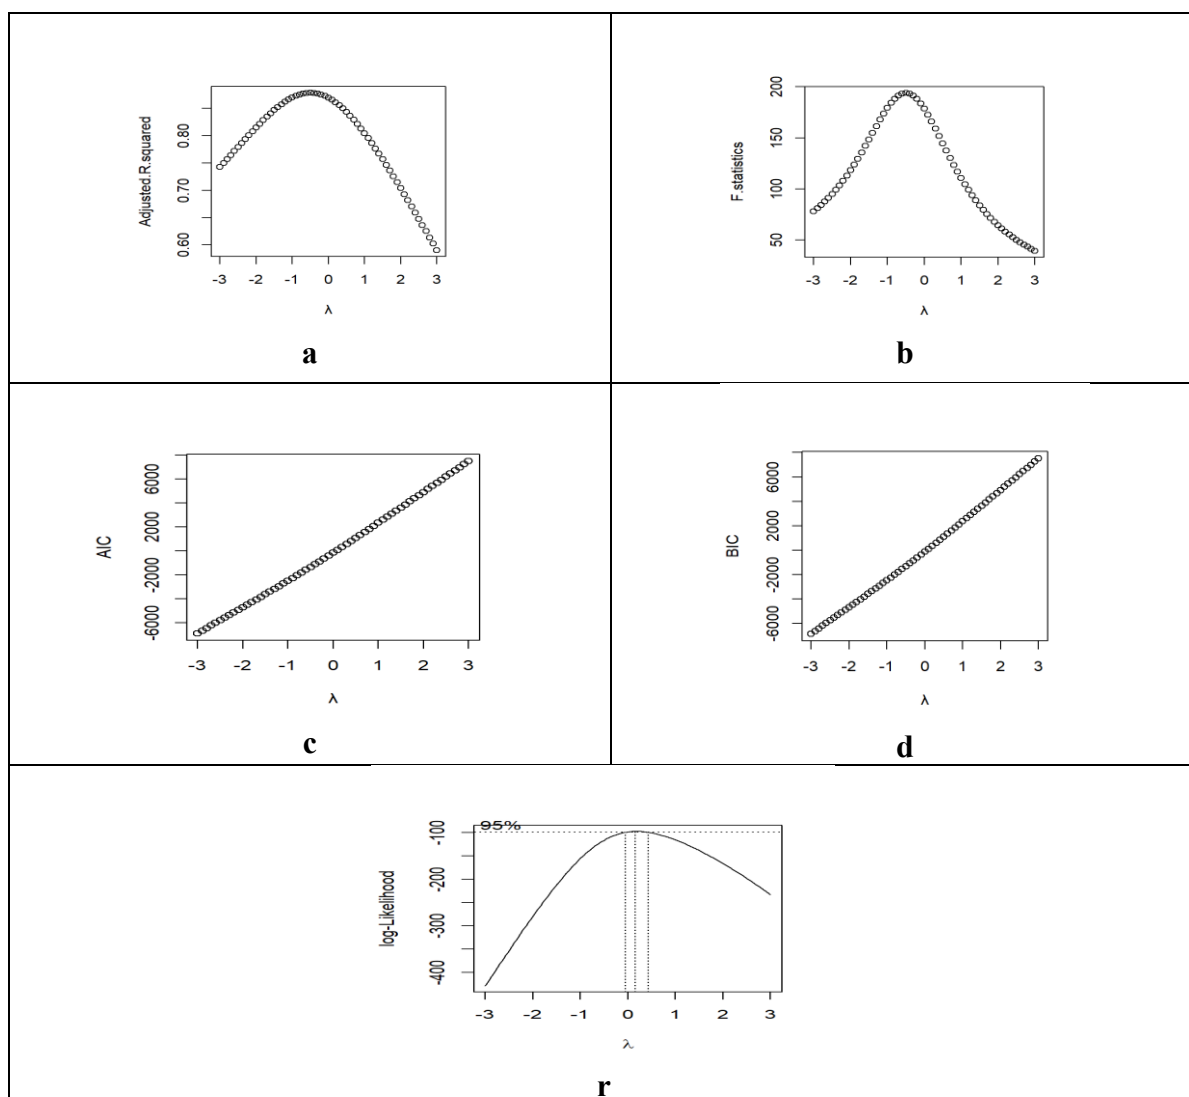 Adjusted.R.squared
0.80
0.70
0.60
-3 -2 -1 0 1 2 3
λ
a
F.statistics
200
150
100
50
-3 -2 -1 0 1 2 3
λ
b
AIC
6000
2000
-2000
-6000
-3 -2 -1 0 1 2 3
λ
c
BIC
6000
2000
-2000
-6000
-3 -2 -1 0 1 2 3
λ
d
log-Likelihood
-100
-200
-300
-400
95%
-3 -2 -1 0 1 2 3
λ
r